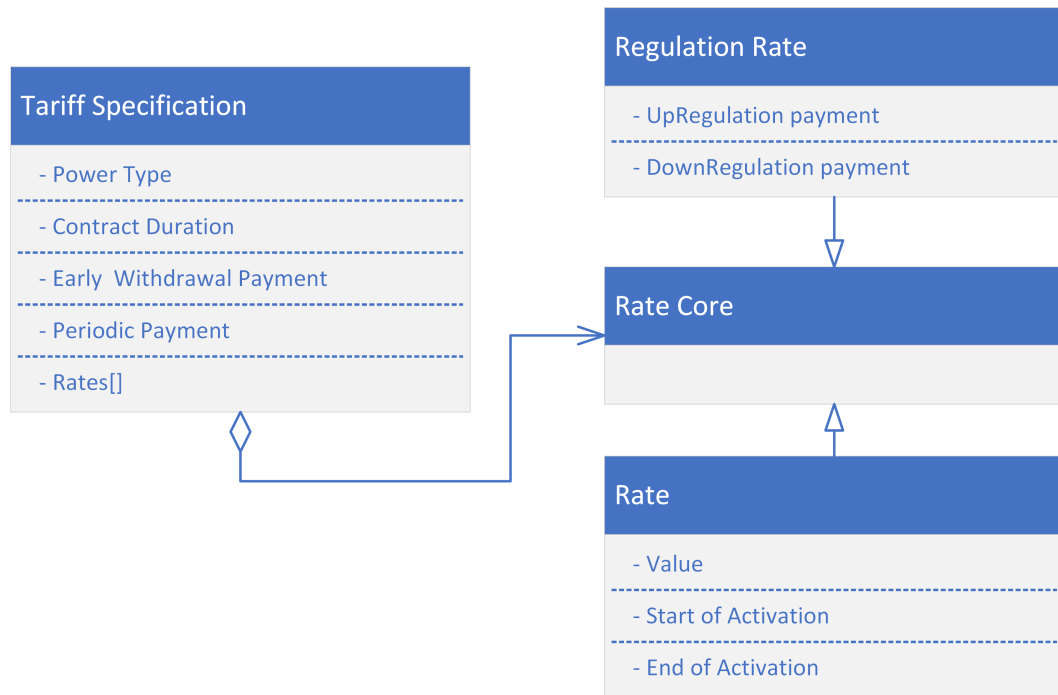 Tariff Specification
- Power Type
- Contract Duration
- Early  Withdrawal Payment
- Periodic Payment
- Rates[]
Regulation Rate
- UpRegulation payment
- DownRegulation payment
Rate Core
Rate
- Value
- Start of Activation
- End of Activation